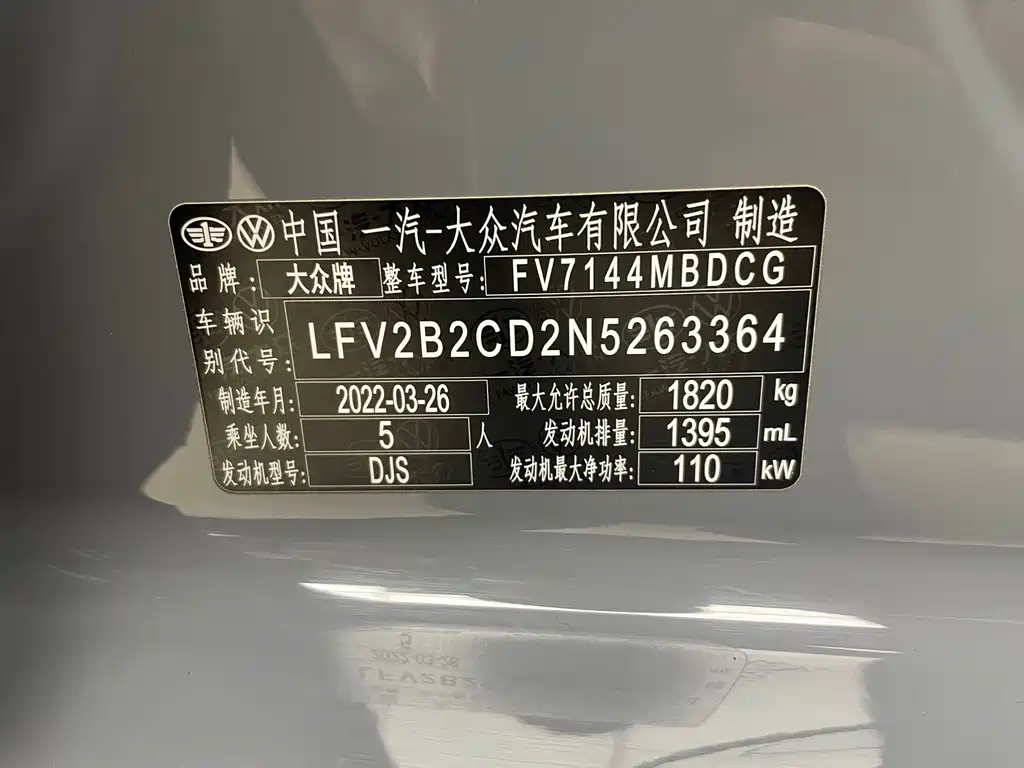 中国 一汽-大众汽车有限公司 制造
品牌: 大众牌 整车型号: FV7144MBDCG
车辆识别代号: LFV2B2CD2N5263364
制造年月: 2022-03-26 最大允许总质量: 1820 kg
乘坐人数: 5 人 发动机排量: 1395 mL
发动机型号: DJS 发动机最大净功率: 110 kW